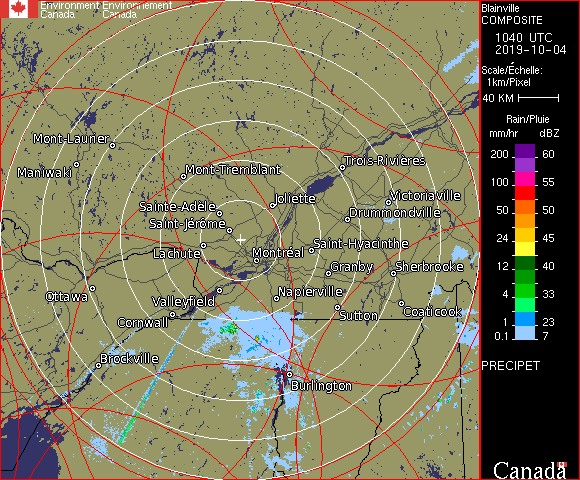 Environment Environnement
Canada Canada
Blainville
COMPOSITE
1040 UTC
2019-10-04
Scale/Échelle:
1km/Pixel
40 KM
Rain/Pluie
mm/hr dBZ
200 60
100 55
50 50
24 45
12 40
4 33
1 23
0.1 7
PRECIPET
Canada
Mont-Laurier
Maniwaki
Mont-Tremblant
Trois-Rivières
Joliette
Victoriaville
Sainte-Adèle
Drummondville
Saint-Jérôme
Saint-Hyacinthe
Lachute
Montréal
Granby
Sherbrooke
Ottawa
Valleyfield
Napierville
Cornwall
Sutton
Coaticook
Brockville
Burlington